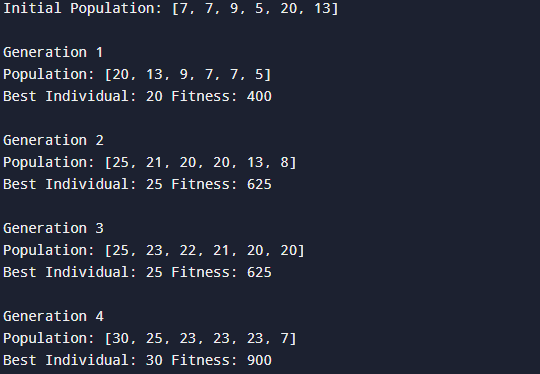 Initial Population: [7, 7, 9, 5, 20, 13]
Generation 1
Population: [20, 13, 9, 7, 7, 5]
Best Individual: 20 Fitness: 400
Generation 2
Population: [25, 21, 20, 20, 13, 8]
Best Individual: 25 Fitness: 625
Generation 3
Population: [25, 23, 22, 21, 20, 20]
Best Individual: 25 Fitness: 625
Generation 4
Population: [30, 25, 23, 23, 23, 7]
Best Individual: 30 Fitness: 900